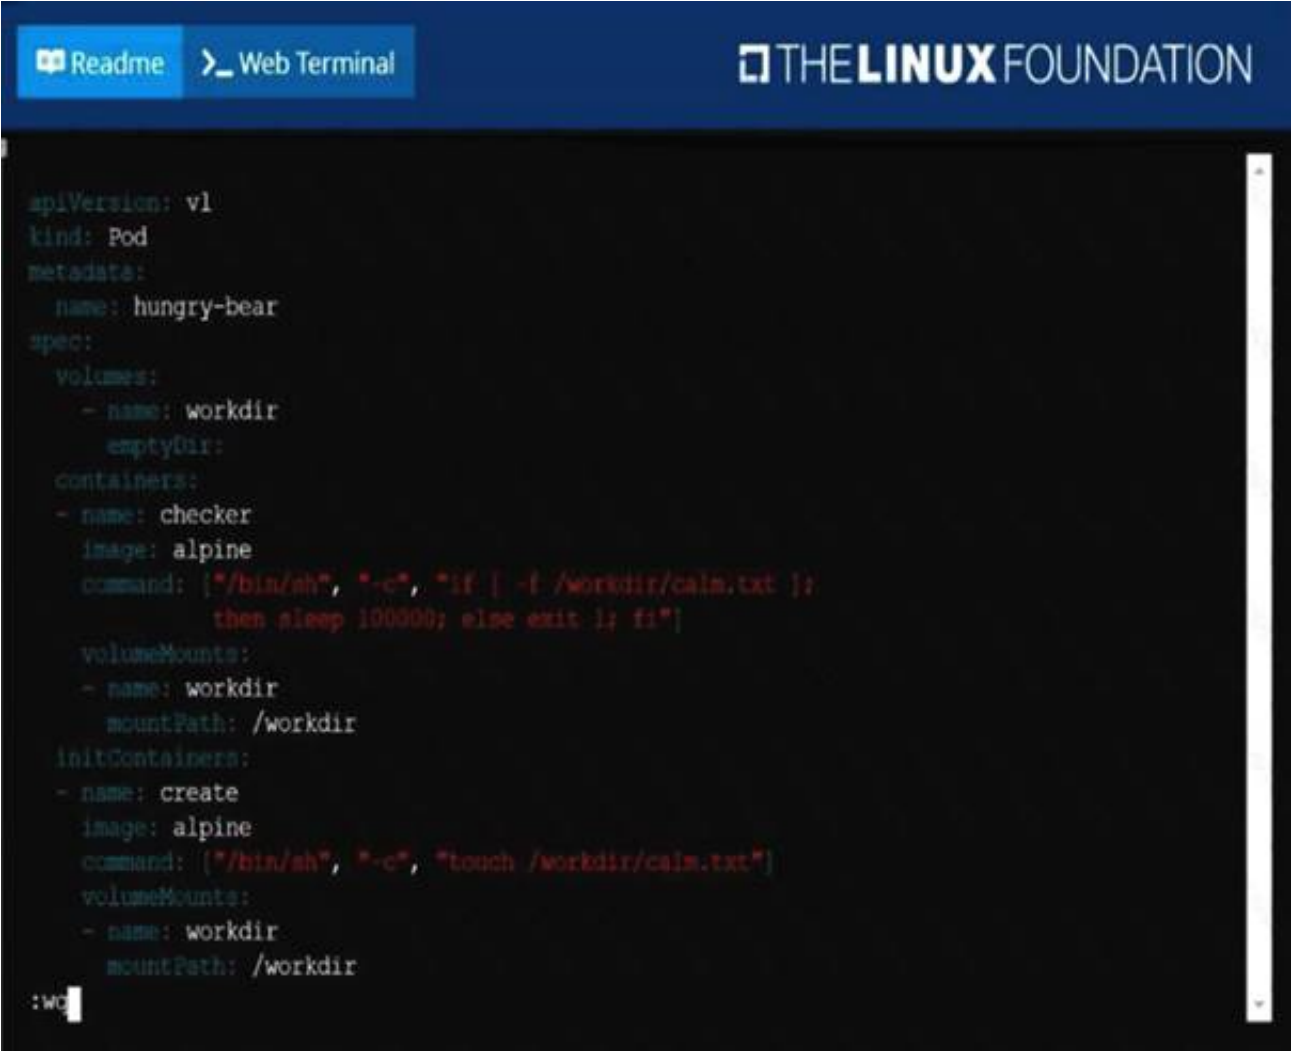 Readme
>_ Web Terminal
THE LINUX FOUNDATION
apiVersion: v1
kind: Pod
metadata:
  name: hungry-bear
spec:
  volumes:
    - name: workdir
      emptyDir:
  containers:
  - name: checker
    image: alpine
    command: ["/bin/sh", "-c", "if [ -f /workdir/calm.txt ];
              then sleep 100000; else exit 1; fi"]
    volumeMounts:
    - name: workdir
      mountPath: /workdir
  initContainers:
  - name: create
    image: alpine
    command: ["/bin/sh", "-c", "touch /workdir/calm.txt"]
    volumeMounts:
    - name: workdir
      mountPath: /workdir
:wq